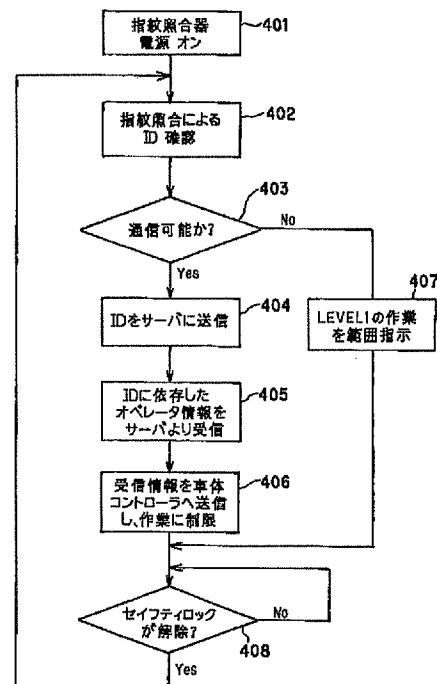 指紋照合器
電源 オン
401
指紋照合による
ID 確認
402
通信可能か?
403
No
Yes
IDをサーバに送信
404
LEVEL1の作業
を範囲指示
407
IDに依存した
オペレータ情報を
サーバより受信
405
受信情報を車体
コントローラへ送信
し、作業に制限
406
セイフティロック
が解除?
No
408
Yes